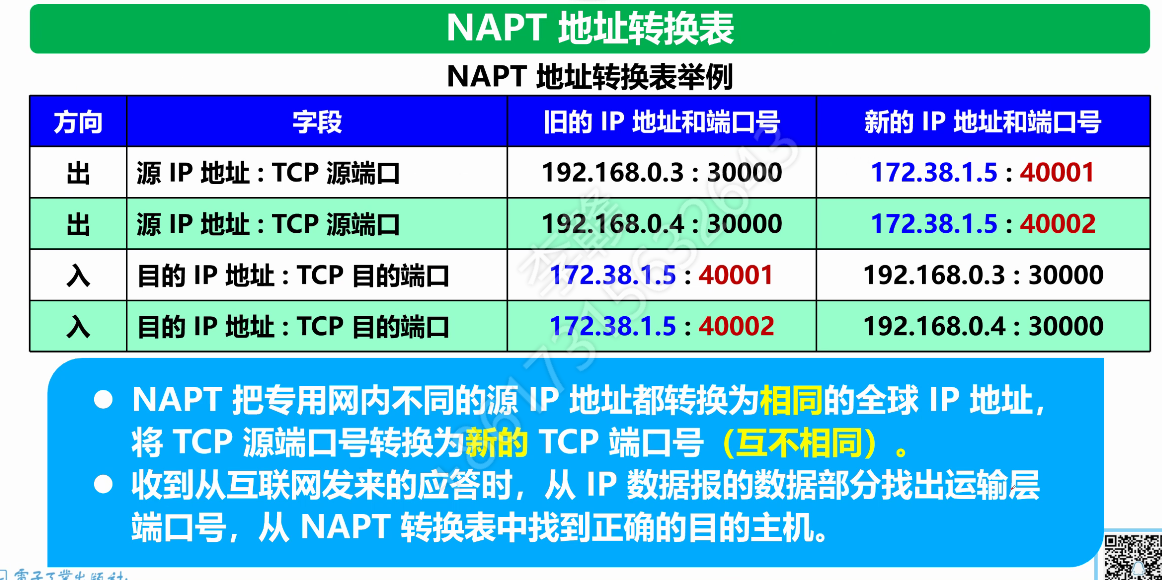 NAPT 地址转换表
NAPT 地址转换表举例
方向 字段 旧的 IP 地址和端口号 新的 IP 地址和端口号
出 源 IP 地址 : TCP 源端口 192.168.0.3 : 30000 172.38.1.5 : 40001
出 源 IP 地址 : TCP 源端口 192.168.0.4 : 30000 172.38.1.5 : 40002
入 目的 IP 地址 : TCP 目的端口 172.38.1.5 : 40001 192.168.0.3 : 30000
入 目的 IP 地址 : TCP 目的端口 172.38.1.5 : 40002 192.168.0.4 : 30000
● NAPT 把专用网内不同的源 IP 地址都转换为相同的全球 IP 地址，
将 TCP 源端口号转换为新的 TCP 端口号（互不相同）。
● 收到从互联网发来的应答时，从 IP 数据报的数据部分找出运输层
端口号，从 NAPT 转换表中找到正确的目的主机。